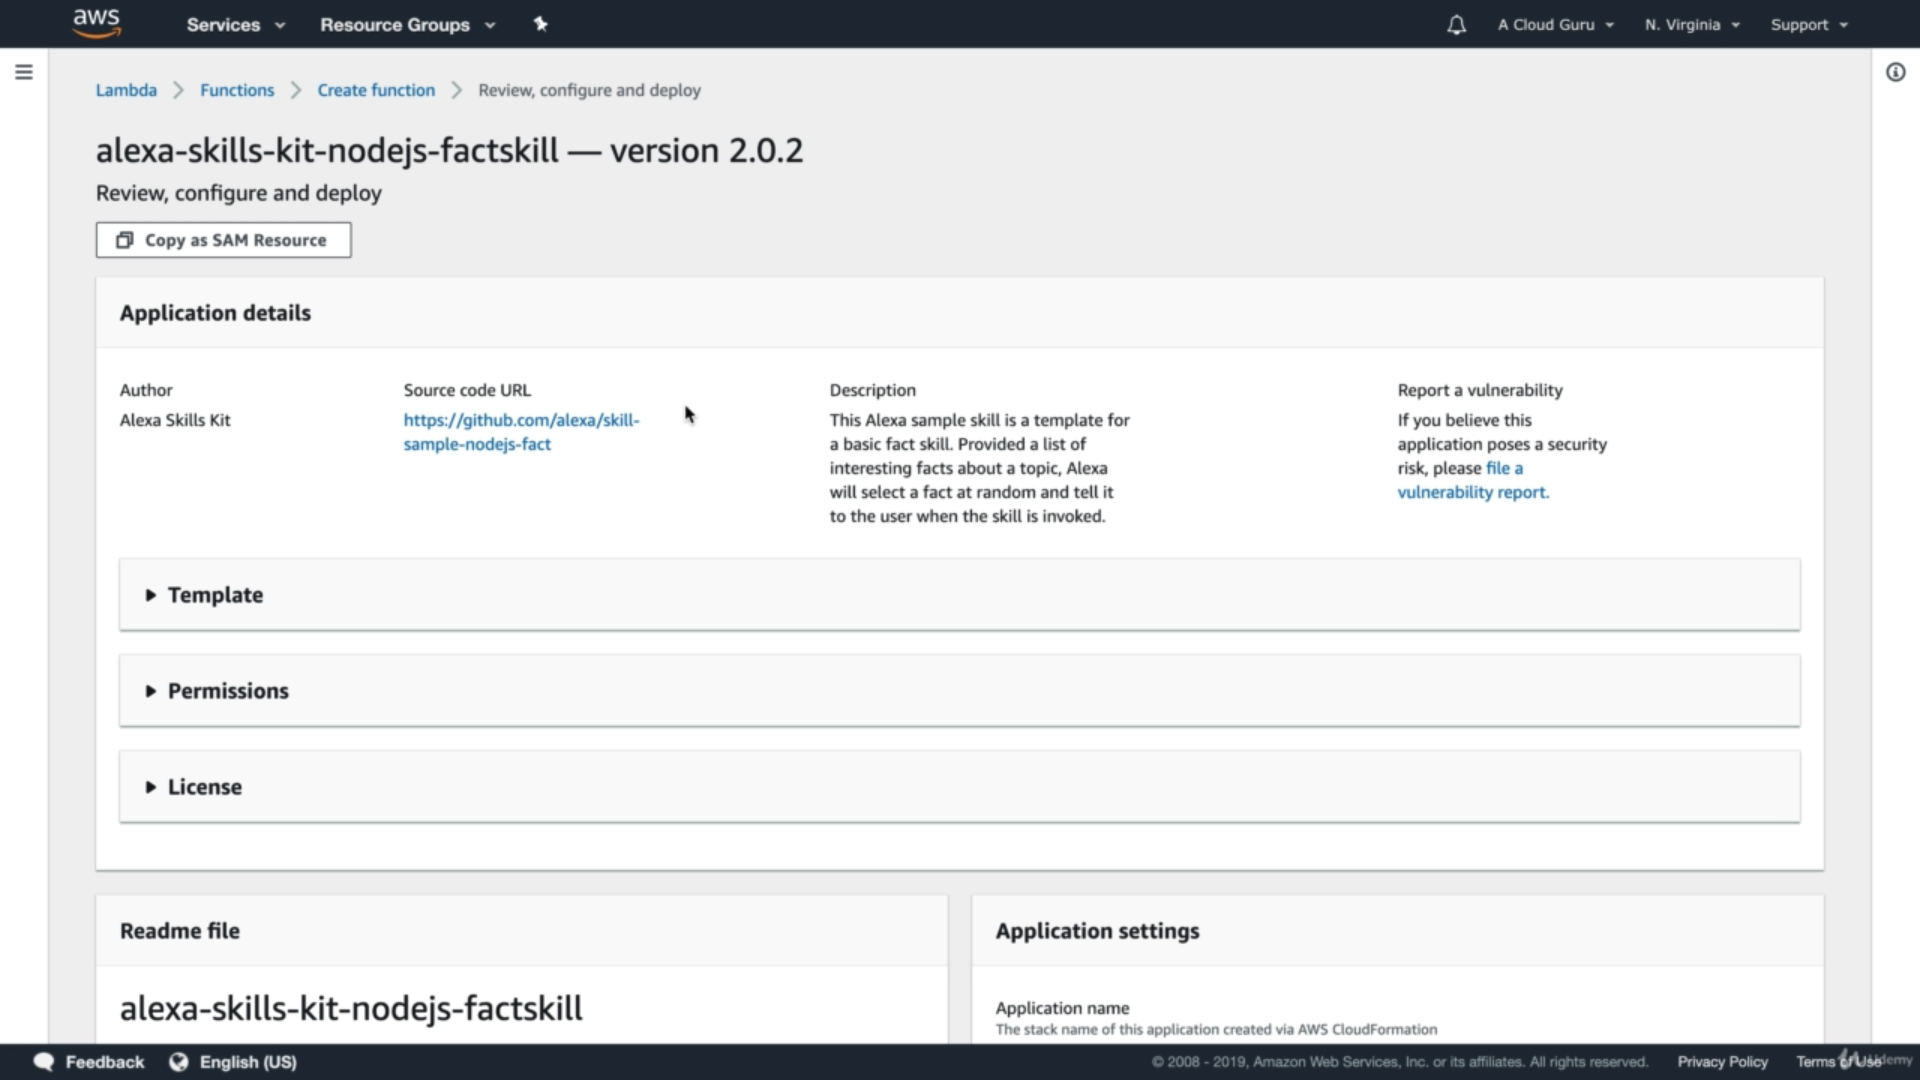 aws
Services
Resource Groups
A Cloud Guru
N. Virginia
Support
Lambda
Functions
Create function
Review, configure and deploy
alexa-skills-kit-nodejs-factskill — version 2.0.2
Review, configure and deploy
Copy as SAM Resource
Application details
Author
Alexa Skills Kit
Source code URL
https://github.com/alexa/skill-
sample-nodejs-fact
Description
This Alexa sample skill is a template for
a basic fact skill. Provided a list of
interesting facts about a topic, Alexa
will select a fact at random and tell it
to the user when the skill is invoked.
Report a vulnerability
If you believe this
application poses a security
risk, please file a
vulnerability report.
Template
Permissions
License
Readme file
alexa-skills-kit-nodejs-factskill
Application settings
Application name
The stack name of this application created via AWS CloudFormation
Feedback
English (US)
© 2008 - 2019, Amazon Web Services, Inc. or its affiliates. All rights reserved.
Privacy Policy
Terms of Use